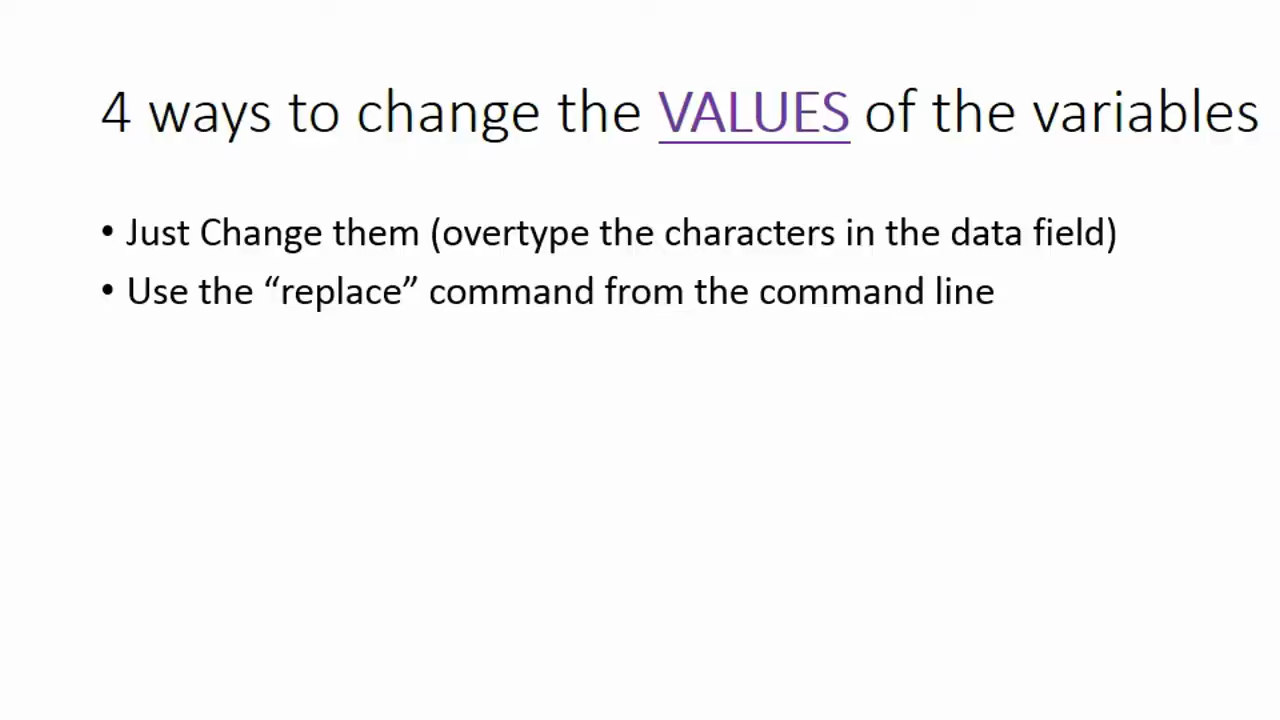 4 ways to change the VALUES of the variables
• Just Change them (overtype the characters in the data field)
• Use the “replace” command from the command line